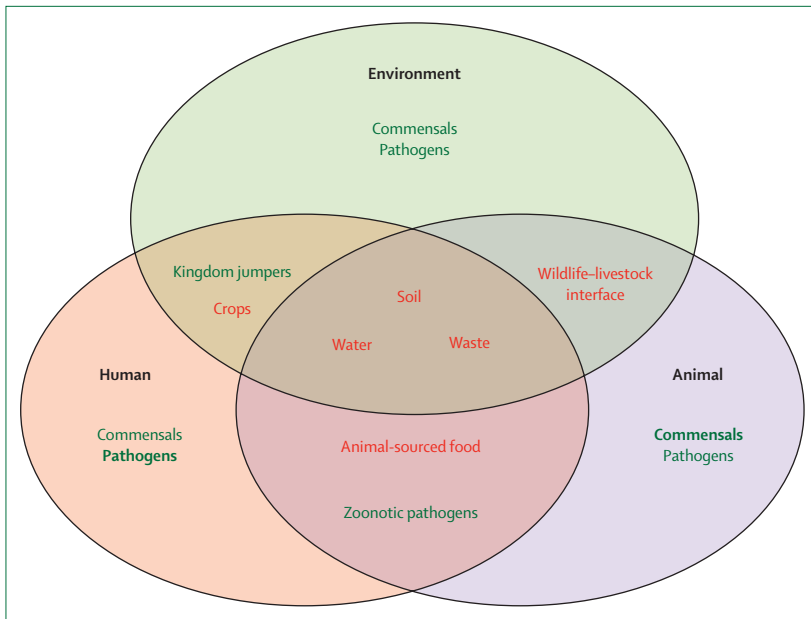 Environment
Commensals
Pathogens
Kingdom jumpers
Crops
Soil
Wildlife–livestock
interface
Water
Waste
Human
Animal
Commensals
Pathogens
Animal-sourced food
Commensals
Pathogens
Zoonotic pathogens